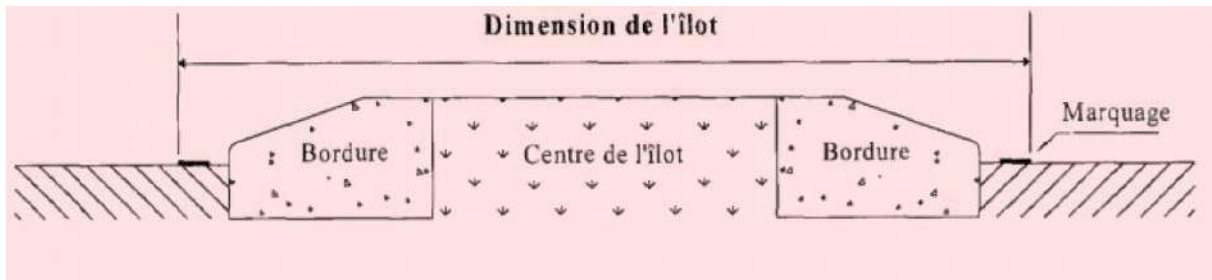 Dimension de l'îlot
Marquage
Bordure
Centre de l'îlot
Bordure